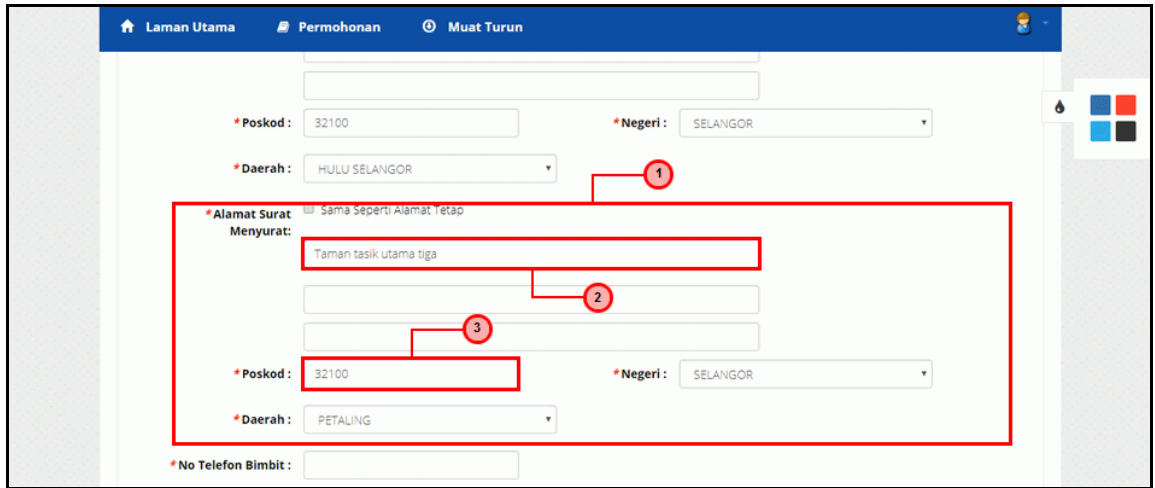 Laman Utama Permohonan Muat Turun
*Poskod : 32100 *Negeri : SELANGOR
*Daerah : HULU SELANGOR
1
*Alamat Surat Menyurat: Sama Seperti Alamat Tetap
Taman tasik utama tiga
2
3
*Poskod : 32100 *Negeri : SELANGOR
*Daerah : PETALING
*No Telefon Bimbit :